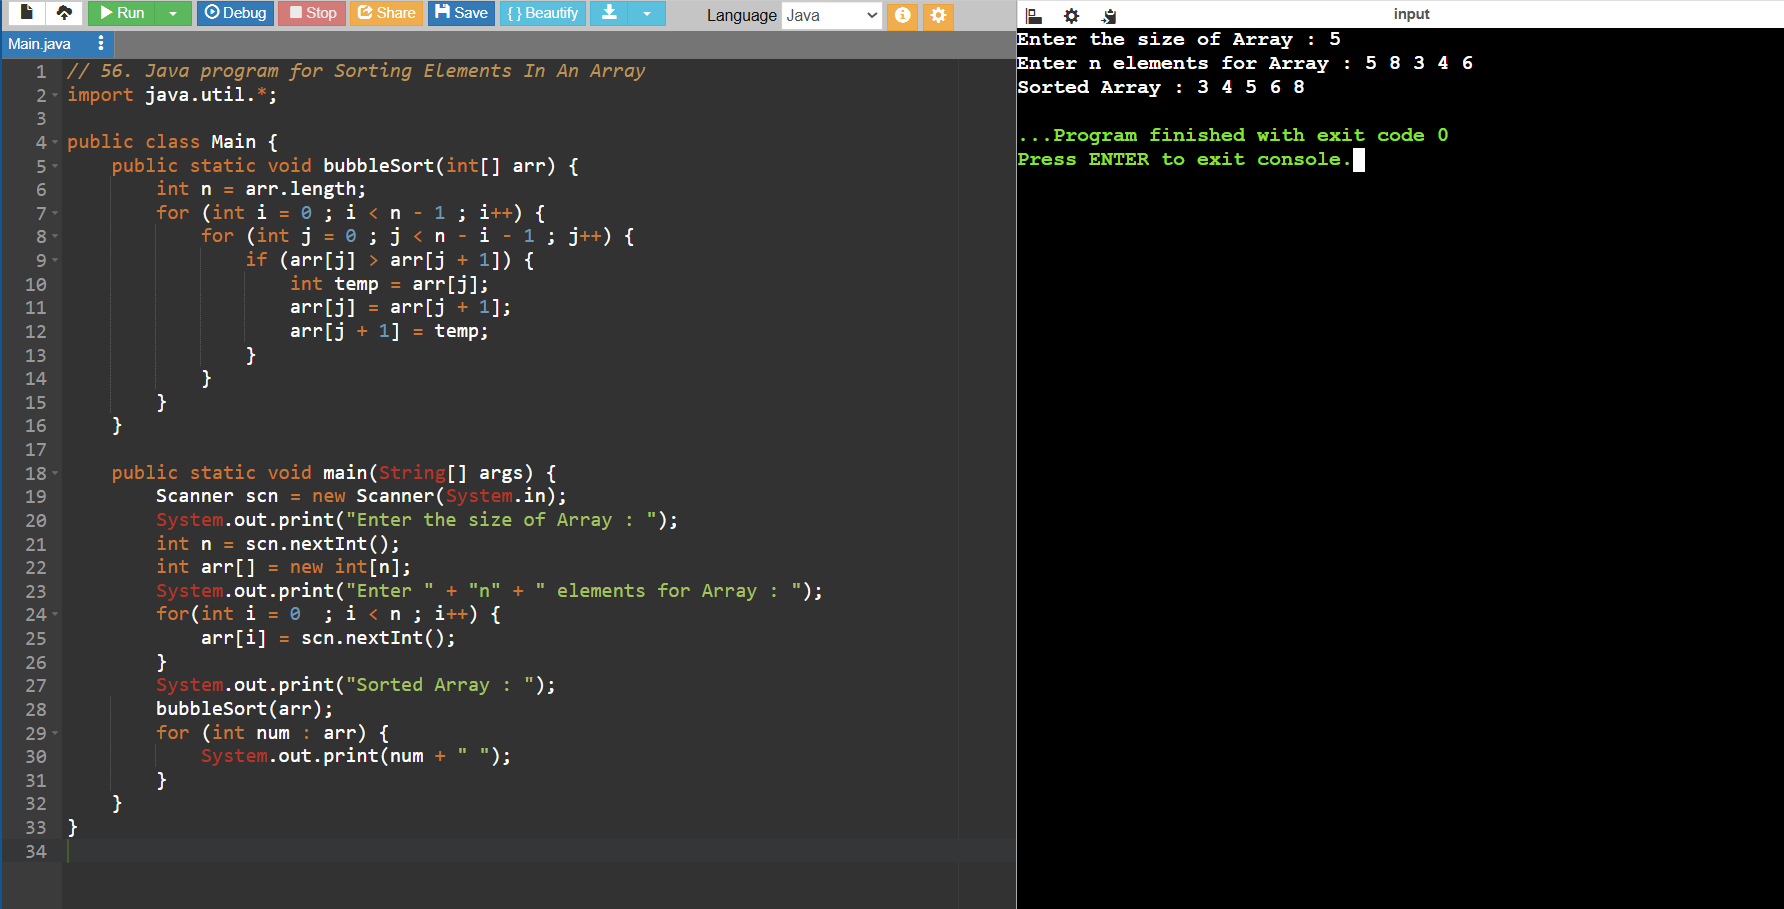 Run Debug Stop Share Save {} Beautify Language Java
Main.java
1 // 56. Java program for Sorting Elements In An Array
2 import java.util.*;
3
4 public class Main {
5     public static void bubbleSort(int[] arr) {
6         int n = arr.length;
7         for (int i = 0 ; i < n - 1 ; i++) {
8             for (int j = 0 ; j < n - i - 1 ; j++) {
9                 if (arr[j] > arr[j + 1]) {
10                     int temp = arr[j];
11                     arr[j] = arr[j + 1];
12                     arr[j + 1] = temp;
13                 }
14             }
15         }
16     }
17
18     public static void main(String[] args) {
19         Scanner scn = new Scanner(System.in);
20         System.out.print("Enter the size of Array : ");
21         int n = scn.nextInt();
22         int arr[] = new int[n];
23         System.out.print("Enter " + "n" + " elements for Array : ");
24         for(int i = 0  ; i < n ; i++) {
25             arr[i] = scn.nextInt();
26         }
27         System.out.print("Sorted Array : ");
28         bubbleSort(arr);
29         for (int num : arr) {
30             System.out.print(num + " ");
31         }
32     }
33 }
34
input
Enter the size of Array : 5
Enter n elements for Array : 5 8 3 4 6
Sorted Array : 3 4 5 6 8
...Program finished with exit code 0
Press ENTER to exit console.